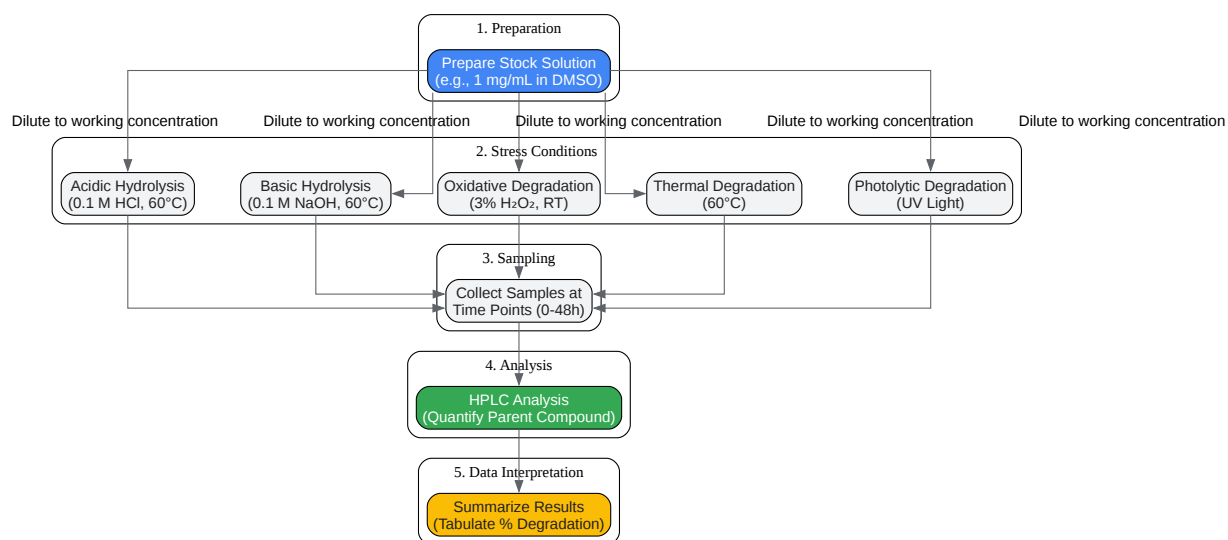 1. Preparation
Prepare Stock Solution
(e.g., 1 mg/mL in DMSO)
Dilute to working concentration
Dilute to working concentration
Dilute to working concentration
Dilute to working concentration
Dilute to working concentration
2. Stress Conditions
Acidic Hydrolysis
(0.1 M HCl, 60°C)
Basic Hydrolysis
(0.1 M NaOH, 60°C)
Oxidative Degradation
(3% H₂O₂, RT)
Thermal Degradation
(60°C)
Photolytic Degradation
(UV Light)
3. Sampling
Collect Samples at
Time Points (0-48h)
4. Analysis
HPLC Analysis
(Quantify Parent Compound)
5. Data Interpretation
Summarize Results
(Tabulate % Degradation)